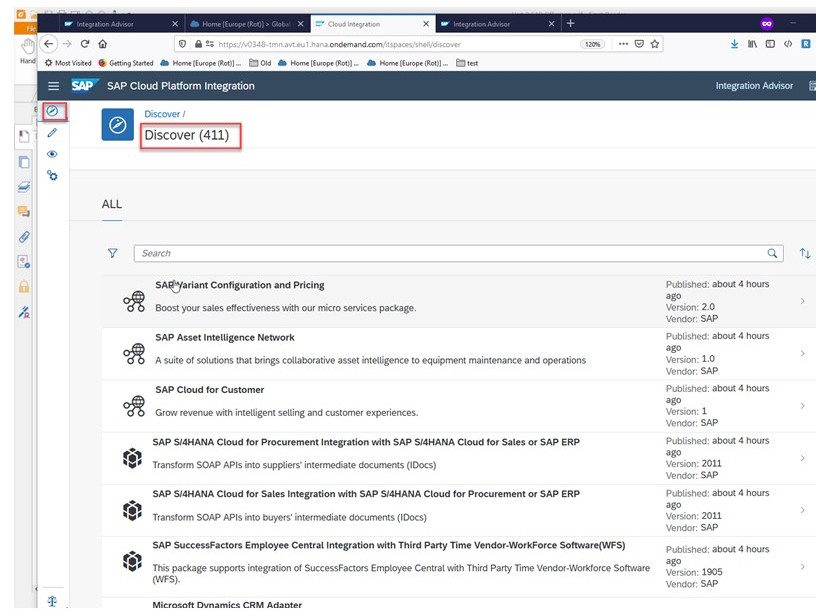 Integration Advisor
Home [Europe (Rot)] > Global
Cloud Integration
Integration Advisor
https://v0348-tmn.avt.eu1.hana.ondemand.com/itspaces/shell/discover
120%
Most Visited
Getting Started
Home [Europe (Rot)] ...
Old
Home [Europe (Rot)] ...
Home [Europe (Rot)] ...
test
Hand
SAP
SAP Cloud Platform Integration
Integration Advisor
Discover /
Discover (411)
ALL
Search
SAP Variant Configuration and Pricing
Boost your sales effectiveness with our micro services package.
Published: about 4 hours
ago
Version: 2.0
Vendor: SAP
SAP Asset Intelligence Network
A suite of solutions that brings collaborative asset intelligence to equipment maintenance and operations
Published: about 4 hours
ago
Version: 1.0
Vendor: SAP
SAP Cloud for Customer
Grow revenue with intelligent selling and customer experiences.
Published: about 4 hours
ago
Version: 1
Vendor: SAP
SAP S/4HANA Cloud for Procurement Integration with SAP S/4HANA Cloud for Sales or SAP ERP
Transform SOAP APIs into suppliers' intermediate documents (IDocs)
Published: about 4 hours
ago
Version: 2011
Vendor: SAP
SAP S/4HANA Cloud for Sales Integration with SAP S/4HANA Cloud for Procurement or SAP ERP
Transform SOAP APIs into buyers' intermediate documents (IDocs)
Published: about 4 hours
ago
Version: 2011
Vendor: SAP
SAP SuccessFactors Employee Central Integration with Third Party Time Vendor-WorkForce Software(WFS)
This package supports integration of SuccessFactors Employee Central with Third Party Time Vendor-WorkForce Software
(WFS).
Published: about 4 hours
ago
Version: 1905
Vendor: SAP
Microsoft Dynamics CRM Adapter